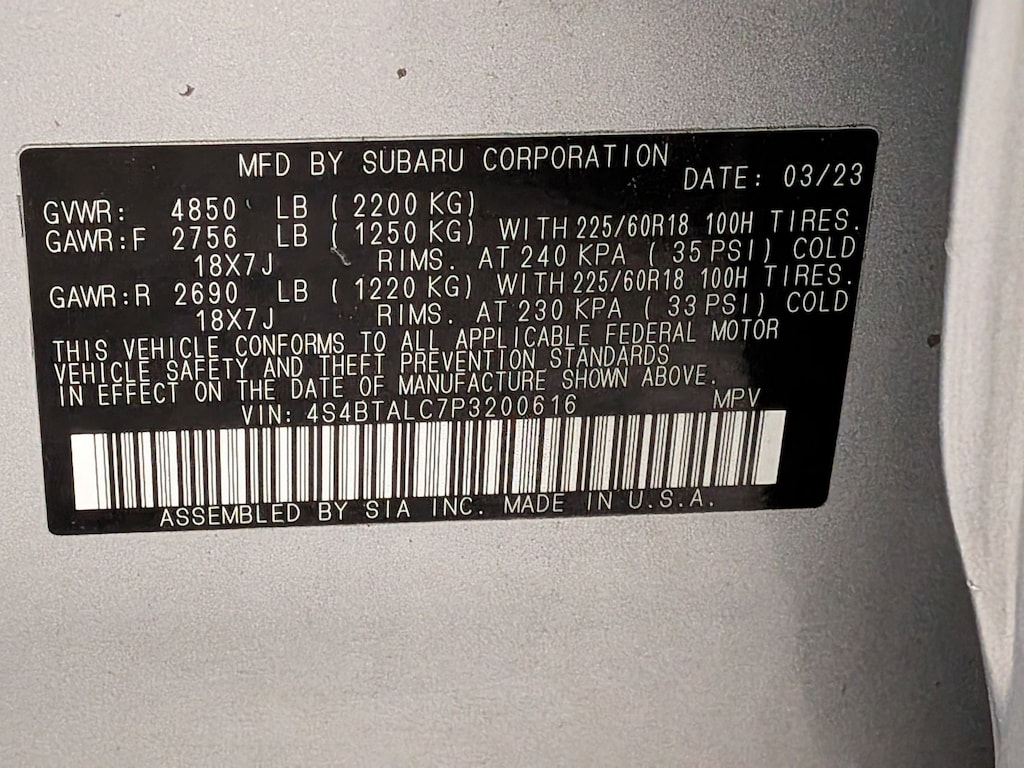 MFD BY SUBARU CORPORATION
DATE: 03/23
GVWR: 4850 LB ( 2200 KG)
GAWR:F 2756 LB ( 1250 KG) WITH 225/60R18 100H TIRES.
18X7J RIMS. AT 240 KPA ( 35 PSI) COLD
GAWR:R 2690 LB ( 1220 KG) WITH 225/60R18 100H TIRES.
18X7J RIMS. AT 230 KPA ( 33 PSI) COLD
THIS VEHICLE CONFORMS TO ALL APPLICABLE FEDERAL MOTOR
VEHICLE SAFETY AND THEFT PREVENTION STANDARDS
IN EFFECT ON THE DATE OF MANUFACTURE SHOWN ABOVE.
VIN: 4S4BTALC7P3200616 MPV
ASSEMBLED BY SIA INC. MADE IN U.S.A.